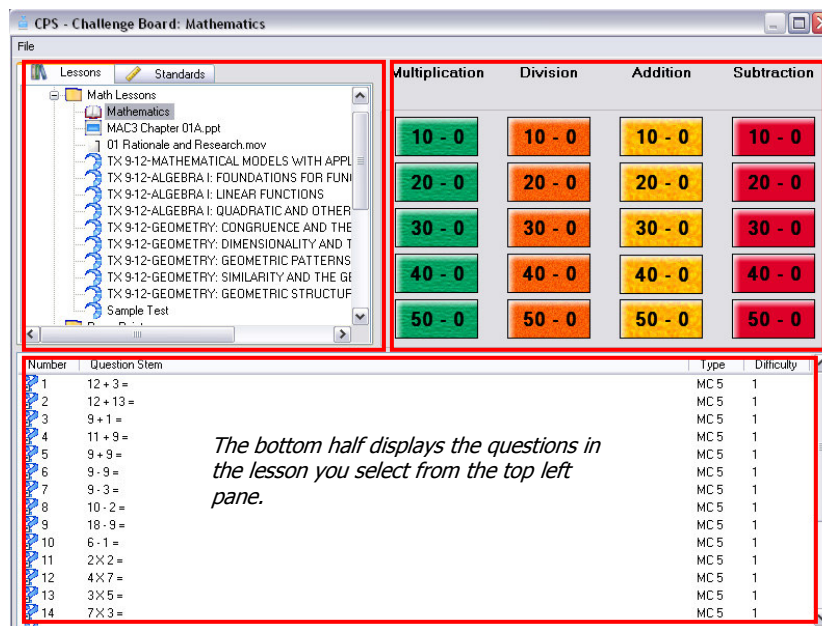 CPS - Challenge Board: Mathematics
File
Lessons Standards
Math Lessons
Mathematics
MAC3 Chapter 01A.ppt
01 Rationale and Research.mov
TX 9-12-MATHEMATICAL MODELS WITH APPL
TX 9-12-ALGEBRA I: FOUNDATIONS FOR FUN
TX 9-12-ALGEBRA I: LINEAR FUNCTIONS
TX 9-12-ALGEBRA I: QUADRATIC AND OTHER
TX 9-12-GEOMETRY: CONGRUENCE AND THE
TX 9-12-GEOMETRY: DIMENSIONALITY AND T
TX 9-12-GEOMETRY: GEOMETRIC PATTERNS
TX 9-12-GEOMETRY: SIMILARITY AND THE GE
TX 9-12-GEOMETRY: GEOMETRIC STRUCTUF
Sample Test
Multiplication Division Addition Subtraction
10 - 0 10 - 0 10 - 0 10 - 0
20 - 0 20 - 0 20 - 0 20 - 0
30 - 0 30 - 0 30 - 0 30 - 0
40 - 0 40 - 0 40 - 0 40 - 0
50 - 0 50 - 0 50 - 0 50 - 0
Number Question Stem Type Difficulty
1 12 + 3 = MC 5 1
2 12 + 13 = MC 5 1
3 9 + 1 = MC 5 1
4 11 + 9 = MC 5 1
5 9 + 9 = MC 5 1
6 9 - 9 = MC 5 1
7 9 - 3 = MC 5 1
8 10 - 2 = MC 5 1
9 18 - 9 = MC 5 1
10 6 - 1 = MC 5 1
11 2 X 2 = MC 5 1
12 4 X 7 = MC 5 1
13 3 X 5 = MC 5 1
14 7 X 3 = MC 5 1
The bottom half displays the questions in
the lesson you select from the top left
pane.